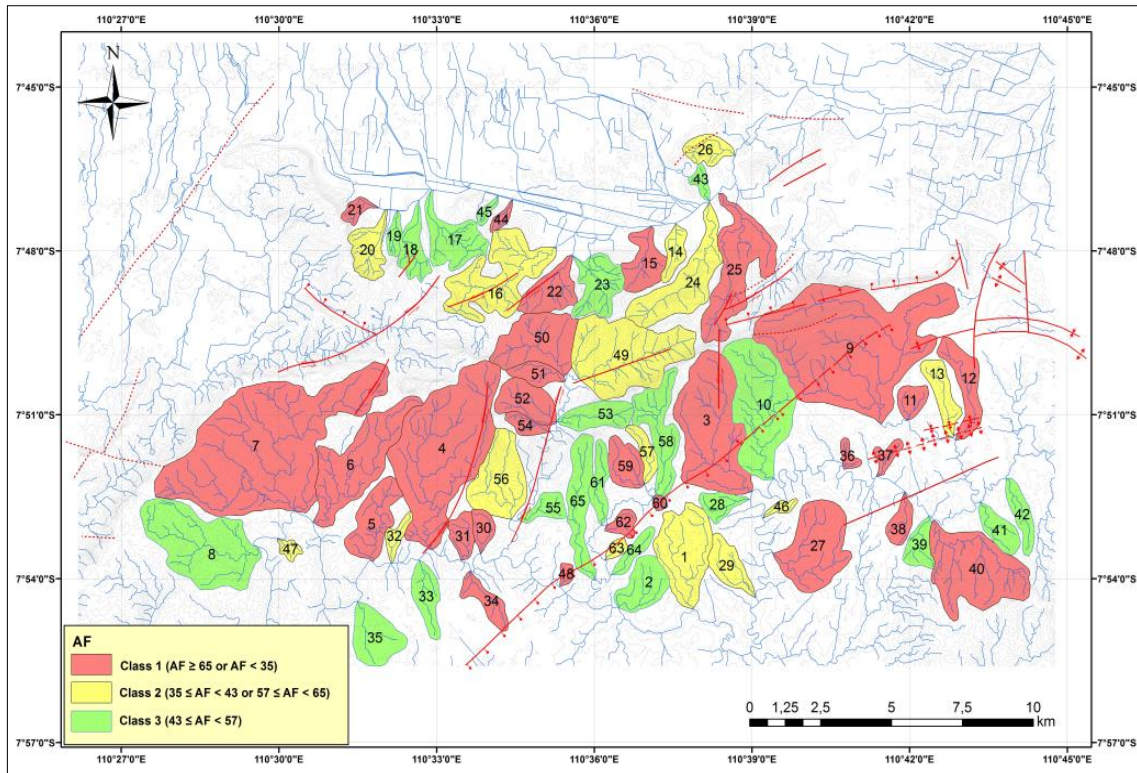 110°27'0"E 110°30'0"E 110°33'0"E 110°36'0"E 110°39'0"E 110°42'0"E 110°45'0"E
N
7°45'0"S 7°45'0"S
26
43
21 45 44
20 19 18 17 14
7°48'0"S 15 25 7°48'0"S
16 22 23 24
50 49 9
51 13 12
52 10 11
7°51'0"S 54 53 3 7°51'0"S
7 6 4 58
57 36 37
56 59
61
55 65 60 28 46
5 62 38 42
8 32 31 30 27 39 41
47 63 64 1 29 40
7°54'0"S 48 2 7°54'0"S
33 34
35
AF
Class 1 (AF ≥ 65 or AF < 35)
Class 2 (35 ≤ AF < 43 or 57 ≤ AF < 65)
Class 3 (43 ≤ AF < 57)
0 1,25 2,5 5 7,5 10
km
7°57'0"S 7°57'0"S
110°27'0"E 110°30'0"E 110°33'0"E 110°36'0"E 110°39'0"E 110°42'0"E 110°45'0"E